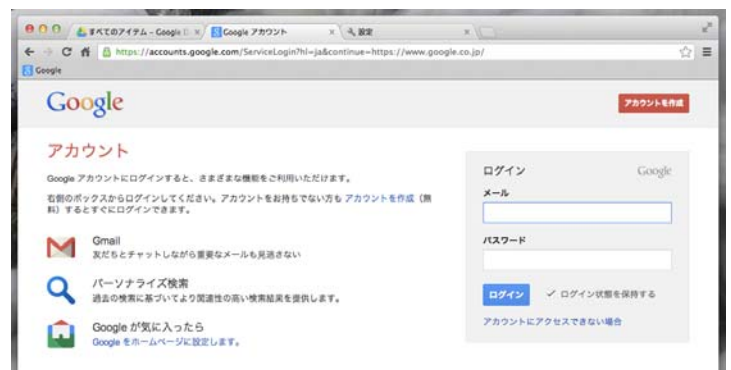 すべてのアイテム - Google D
Google アカウント
設定
https://accounts.google.com/ServiceLogin?hl=ja&continue=https://www.google.co.jp/
Google
Google
アカウントを作成
アカウント
Google アカウントにログインすると、さまざまな機能をご利用いただけます。
右側のボックスからログインしてください。アカウントをお持ちでない方も アカウントを作成（無
料）するとすぐにログインできます。
Gmail
友だちとチャットしながら重要なメールも見逃さない
パーソナライズ検索
過去の検索に基づいてより関連性の高い検索結果を提供します。
Google が気に入ったら
Google をホームページに設定します。
ログイン
Google
メール
パスワード
ログイン
ログイン状態を保持する
アカウントにアクセスできない場合